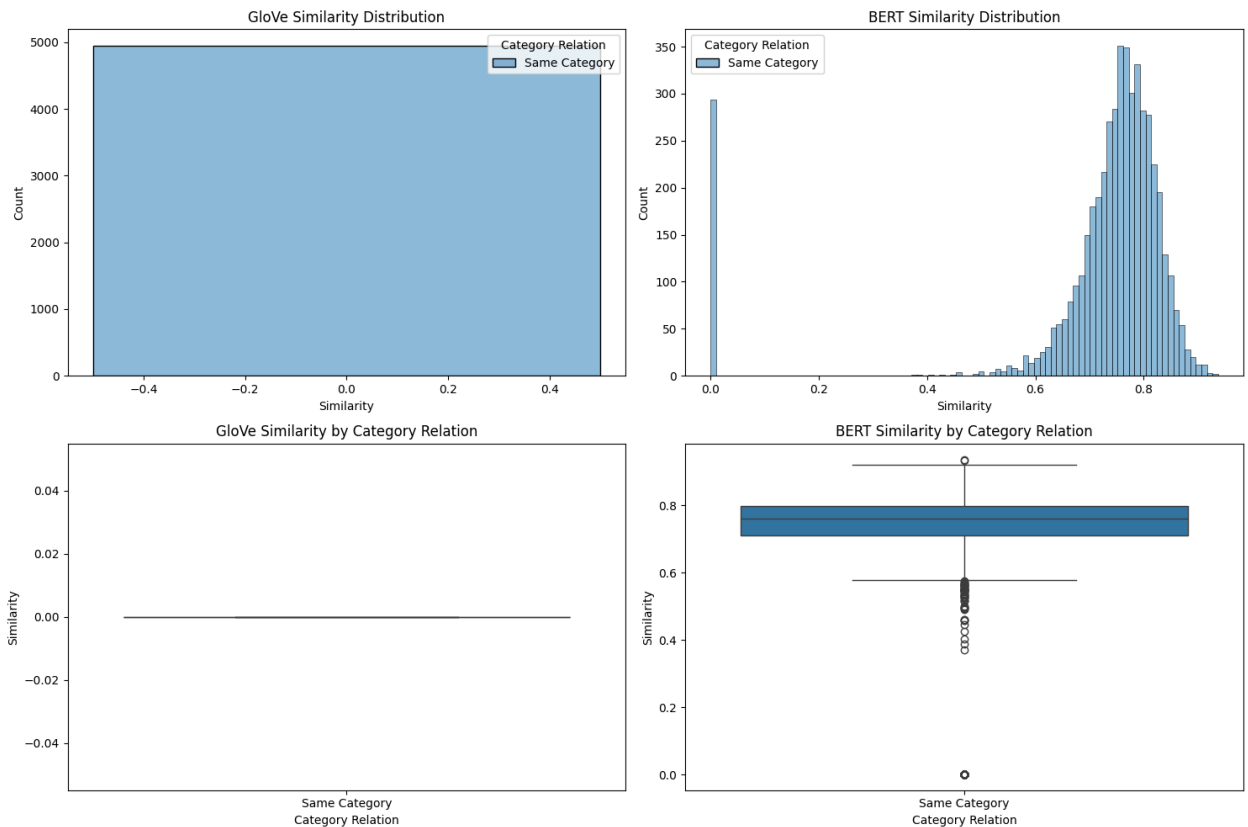 GloVe Similarity Distribution
5000
4000
3000
2000
1000
0
Count
Category Relation
Same Category
−0.4
−0.2
0.0
0.2
0.4
Similarity
BERT Similarity Distribution
350
300
250
200
150
100
50
0
Count
Category Relation
Same Category
0.0
0.2
0.4
0.6
0.8
Similarity
GloVe Similarity by Category Relation
0.04
0.02
0.00
−0.02
−0.04
Similarity
Same Category
Category Relation
BERT Similarity by Category Relation
0.8
0.6
0.4
0.2
0.0
Similarity
Same Category
Category Relation